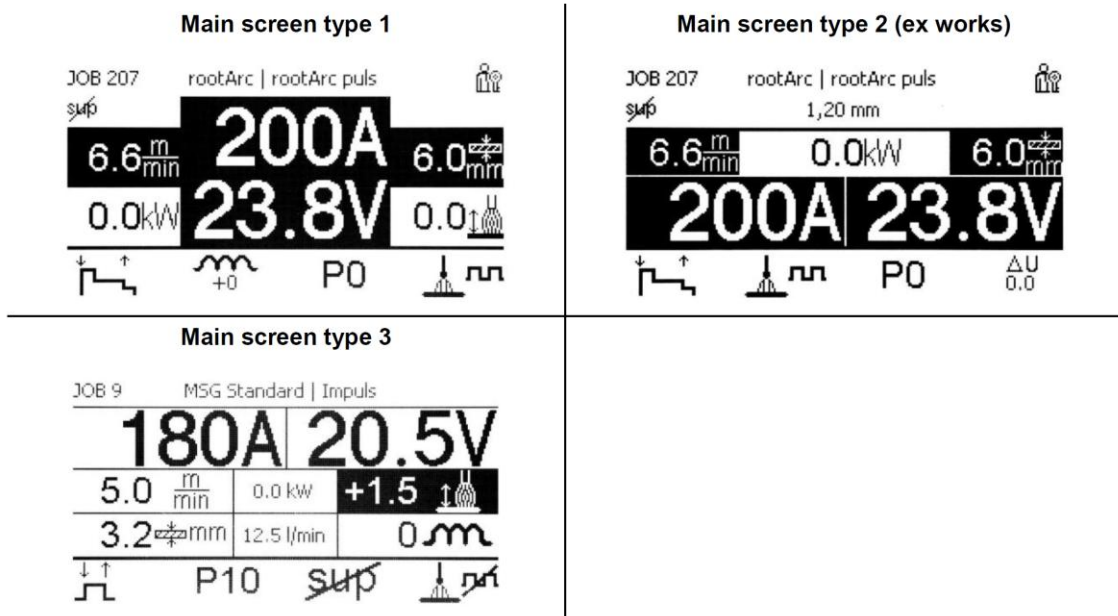 Main screen type 1
JOB 207 rootArc | rootArc puls
sup
200A
6.6 m/min 6.0 mm
23.8V
0.0kW 0.0
+0 P0
Main screen type 2 (ex works)
JOB 207 rootArc | rootArc puls
sup 1,20 mm
6.6 m/min 0.0kW 6.0 mm
200A 23.8V
P0 ΔU
0.0
Main screen type 3
JOB 9 MSG Standard | Impuls
180A 20.5V
5.0 m/min 0.0 kW +1.5
3.2 mm 12.5 l/min 0
P10 sup